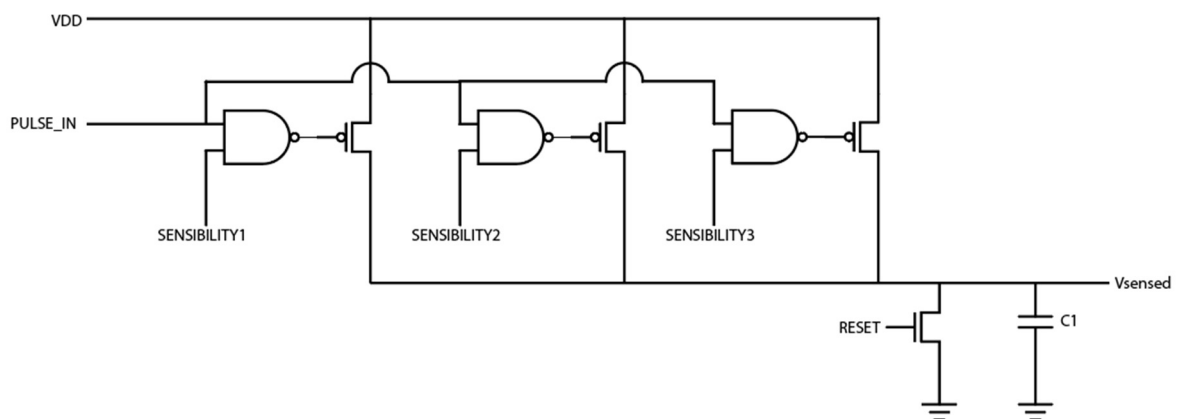 VDD
PULSE_IN
SENSIBILITY1
SENSIBILITY2
SENSIBILITY3
Vsensed
RESET
C1